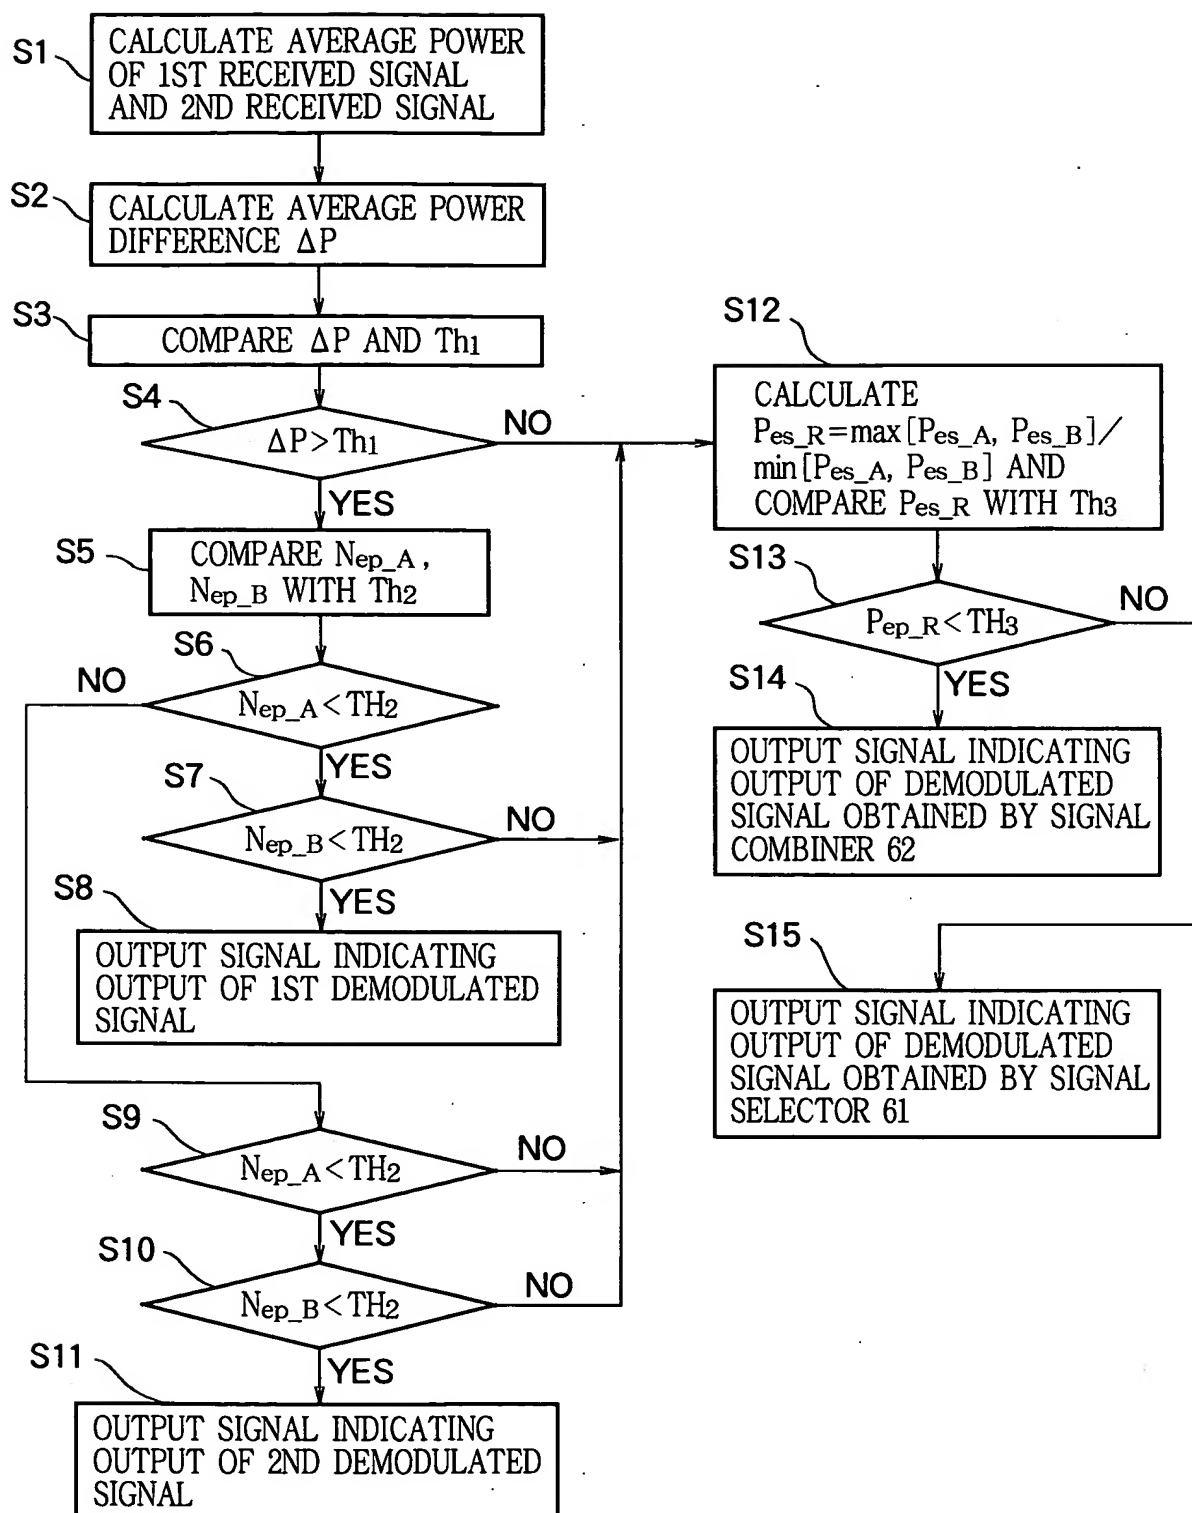 S1
CALCULATE AVERAGE POWER
OF 1ST RECEIVED SIGNAL
AND 2ND RECEIVED SIGNAL
S2
CALCULATE AVERAGE POWER
DIFFERENCE ΔP
S3
COMPARE ΔP AND Th1
S4
ΔP>Th1
NO
YES
S5
COMPARE Nep_A,
Nep_B WITH Th2
S6
NO
Nep_A<TH2
YES
S7
Nep_B<TH2
NO
YES
S8
OUTPUT SIGNAL INDICATING
OUTPUT OF 1ST DEMODULATED
SIGNAL
S9
Nep_A<TH2
NO
YES
S10
Nep_B<TH2
NO
YES
S11
OUTPUT SIGNAL INDICATING
OUTPUT OF 2ND DEMODULATED
SIGNAL
S12
CALCULATE
Pes_R=max[Pes_A, Pes_B]/
min[Pes_A, Pes_B] AND
COMPARE Pes_R WITH Th3
S13
Pep_R<TH3
NO
YES
S14
OUTPUT SIGNAL INDICATING
OUTPUT OF DEMODULATED
SIGNAL OBTAINED BY SIGNAL
COMBINER 62
S15
OUTPUT SIGNAL INDICATING
OUTPUT OF DEMODULATED
SIGNAL OBTAINED BY SIGNAL
SELECTOR 61